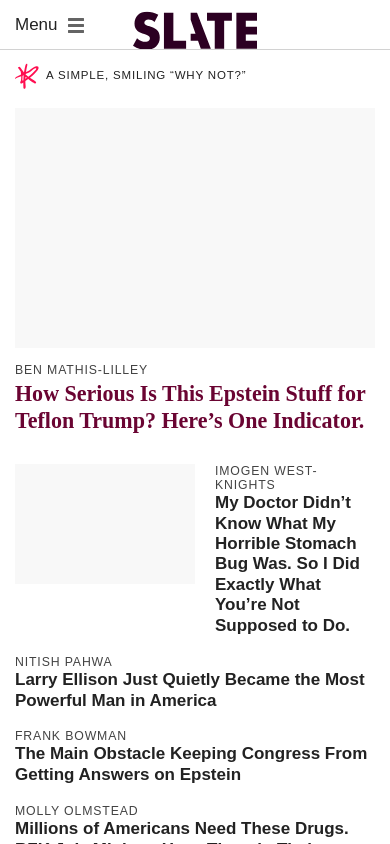 Menu
SLATE
A SIMPLE, SMILING “WHY NOT?”
BEN MATHIS-LILLEY
How Serious Is This Epstein Stuff for
Teflon Trump? Here’s One Indicator.
IMOGEN WEST-
KNIGHTS
My Doctor Didn’t
Know What My
Horrible Stomach
Bug Was. So I Did
Exactly What
You’re Not
Supposed to Do.
NITISH PAHWA
Larry Ellison Just Quietly Became the Most
Powerful Man in America
FRANK BOWMAN
The Main Obstacle Keeping Congress From
Getting Answers on Epstein
MOLLY OLMSTEAD
Millions of Americans Need These Drugs.